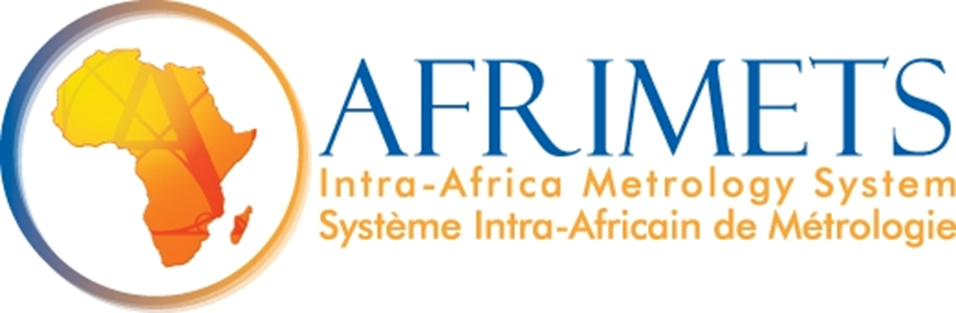 AFRIMETS
Intra-Africa Metrology System
Système Intra-Africain de Métrologie